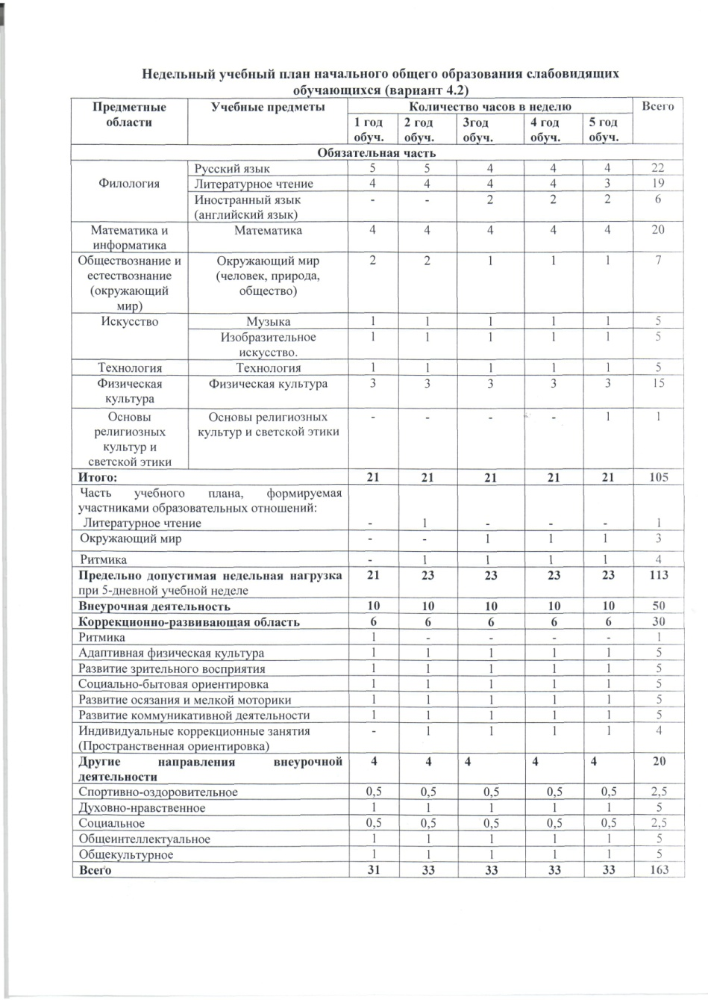 Недельный учебный план начального общего образования слабовидящих
обучающихся (вариант 4.2)
Предметные области Учебные предметы Количество часов в неделю Всего
1 год обуч. 2 год обуч. 3год обуч. 4 год обуч. 5 год обуч.
Обязательная часть
Филология Русский язык 5 5 4 4 4 22
Литературное чтение 4 4 4 4 3 19
Иностранный язык - - 2 2 2 6
(английский язык)
Математика и Математика 4 4 4 4 4 20
информатика
Обществознание и Окружающий мир 2 2 1 1 1 7
естествознание (человек, природа,
(окружающий общество)
мир)
Искусство Музыка 1 1 1 1 1 5
Изобразительное 1 1 1 1 1 5
искусство.
Технология Технология 1 1 1 1 1 5
Физическая Физическая культура 3 3 3 3 3 15
культура
Основы Основы религиозных - - - - 1 1
религиозных культур и светской этики
культур и
светской этики
Итого: 21 21 21 21 21 105
Часть учебного плана, формируемая
участниками образовательных отношений:
Литературное чтение - 1 - - - 1
Окружающий мир - - 1 1 1 3
Ритмика - 1 1 1 1 4
Предельно допустимая недельная нагрузка 21 23 23 23 23 113
при 5-дневной учебной неделе
Внеурочная деятельность 10 10 10 10 10 50
Коррекционно-развивающая область 6 6 6 6 6 30
Ритмика 1 - - - - 1
Адаптивная физическая культура 1 1 1 1 1 5
Развитие зрительного восприятия 1 1 1 1 1 5
Социально-бытовая ориентировка 1 1 1 1 1 5
Развитие осязания и мелкой моторики 1 1 1 1 1 5
Развитие коммуникативной деятельности 1 1 1 1 1 5
Индивидуальные коррекционные занятия - 1 1 1 1 4
(Пространственная ориентировка)
Другие направления внеурочной 4 4 4 4 4 20
деятельности
Спортивно-оздоровительное 0,5 0,5 0,5 0,5 0,5 2,5
Духовно-нравственное 1 1 1 1 1 5
Социальное 0,5 0,5 0,5 0,5 0,5 2,5
Общеинтеллектуальное 1 1 1 1 1 5
Общекультурное 1 1 1 1 1 5
Всего 31 33 33 33 33 163